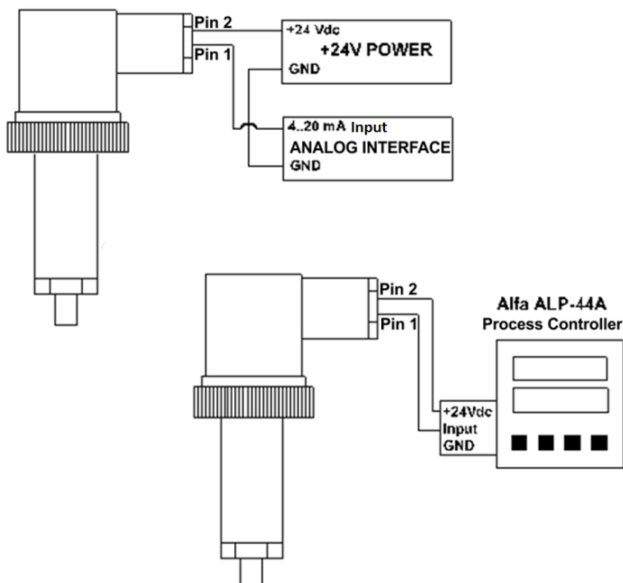 Pin 2
Pin 1
+24 Vdc
+24V POWER
GND
4..20 mA Input
ANALOG INTERFACE
GND
Pin 2
Pin 1
Alfa ALP-44A
Process Controller
+24Vdc
Input
GND